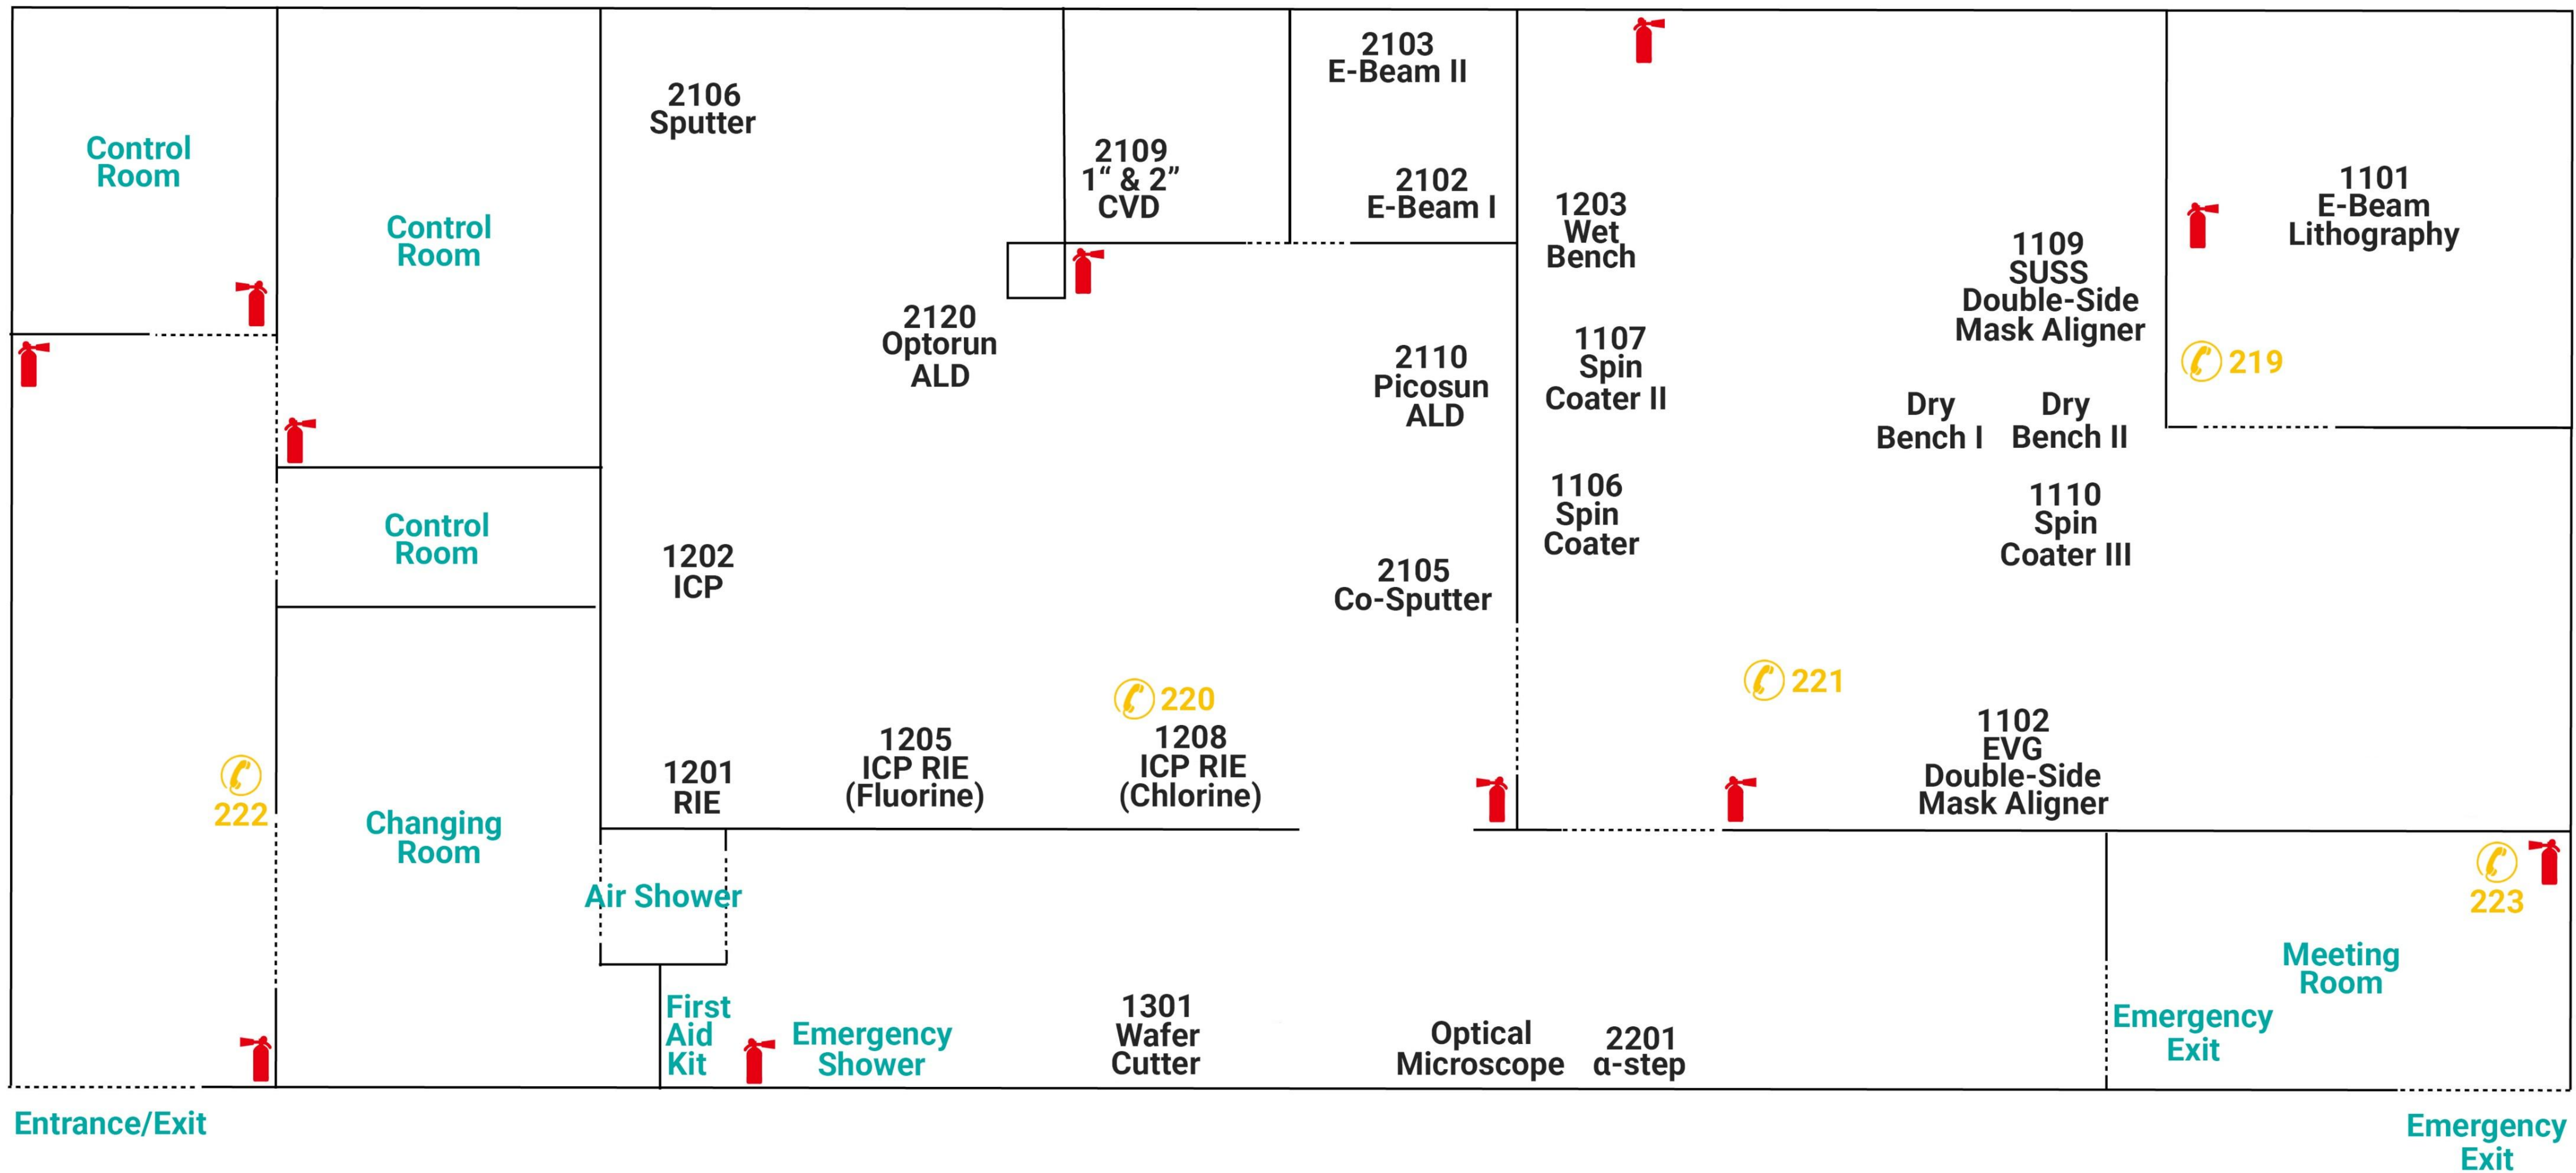 Control
Room
Control
Room
Control
Room
Changing
Room
222
Entrance/Exit
2106
Sputter
2109
1“ & 2”
CVD
2103
E-Beam II
2102
E-Beam I
2120
Optorun
ALD
2110
Picosun
ALD
1202
ICP
2105
Co-Sputter
220
1201
RIE
1205
ICP RIE
(Fluorine)
1208
ICP RIE
(Chlorine)
1203
Wet
Bench
1107
Spin
Coater II
1106
Spin
Coater
1109
SUSS
Double-Side
Mask Aligner
Dry
Bench I
Dry
Bench II
1110
Spin
Coater III
221
1102
EVG
Double-Side
Mask Aligner
1101
E-Beam
Lithography
219
Air Shower
First
Aid
Kit
Emergency
Shower
1301
Wafer
Cutter
Optical
Microscope
2201
α-step
223
Meeting
Room
Emergency
Exit
Emergency
Exit